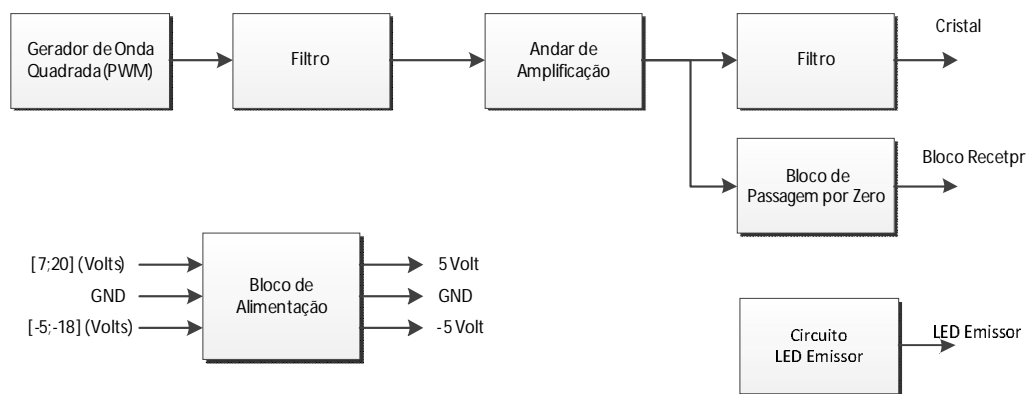 Cristal
Gerador de Onda
Quadrada (PWM)
Filtro
Andar de
Amplificação
Filtro
Bloco Recetpr
Bloco de
Passagem por Zero
[7;20] (Volts)
GND
[-5;-18] (Volts)
Bloco de
Alimentação
5 Volt
GND
-5 Volt
Circuito
LED Emissor
LED Emissor